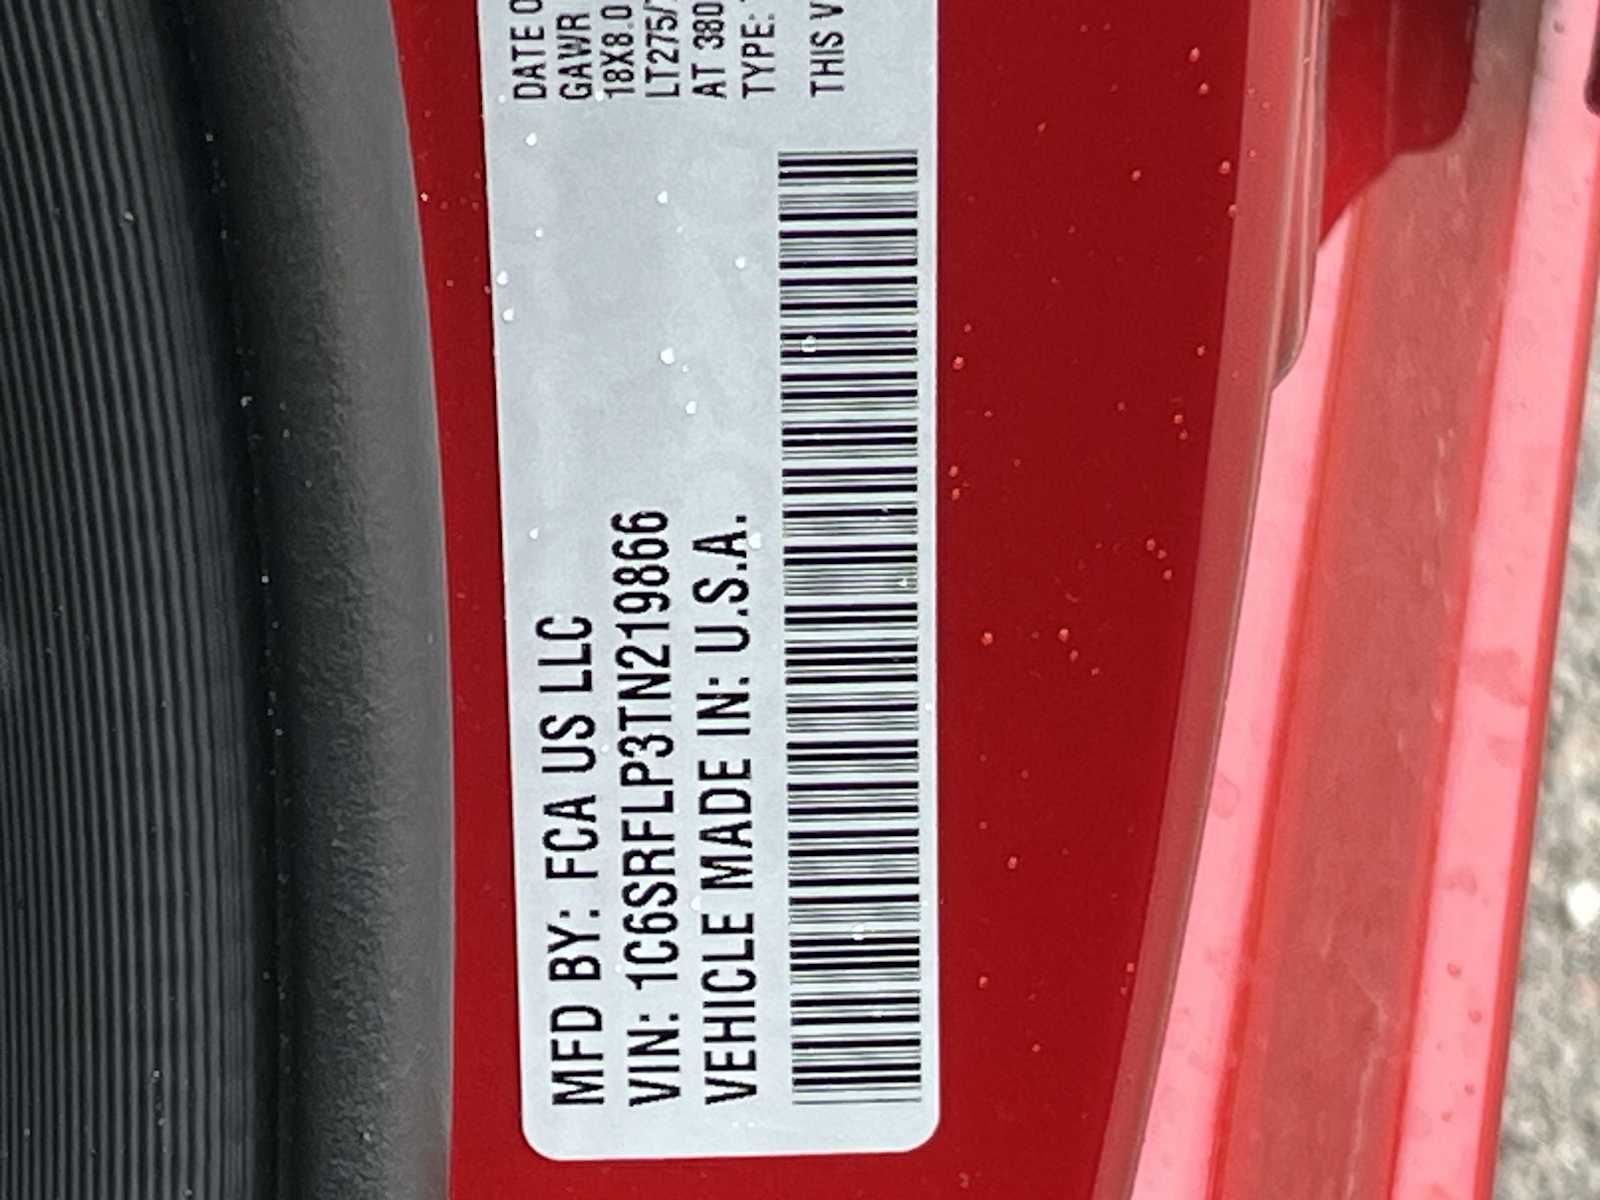 MFD BY: FCA US LLC
VIN: 1C6SRFLP3TN219866
VEHICLE MADE IN: U.S.A.
DATE O
GAWR
18X8.0
LT275/
AT 380
TYPE:
THIS V